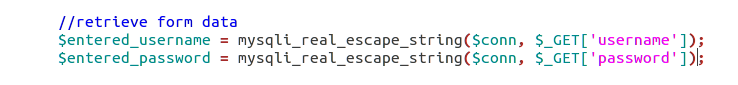 //retrieve form data
$entered_username = mysqli_real_escape_string($conn, $_GET['username']);
$entered_password = mysqli_real_escape_string($conn, $_GET['password']);